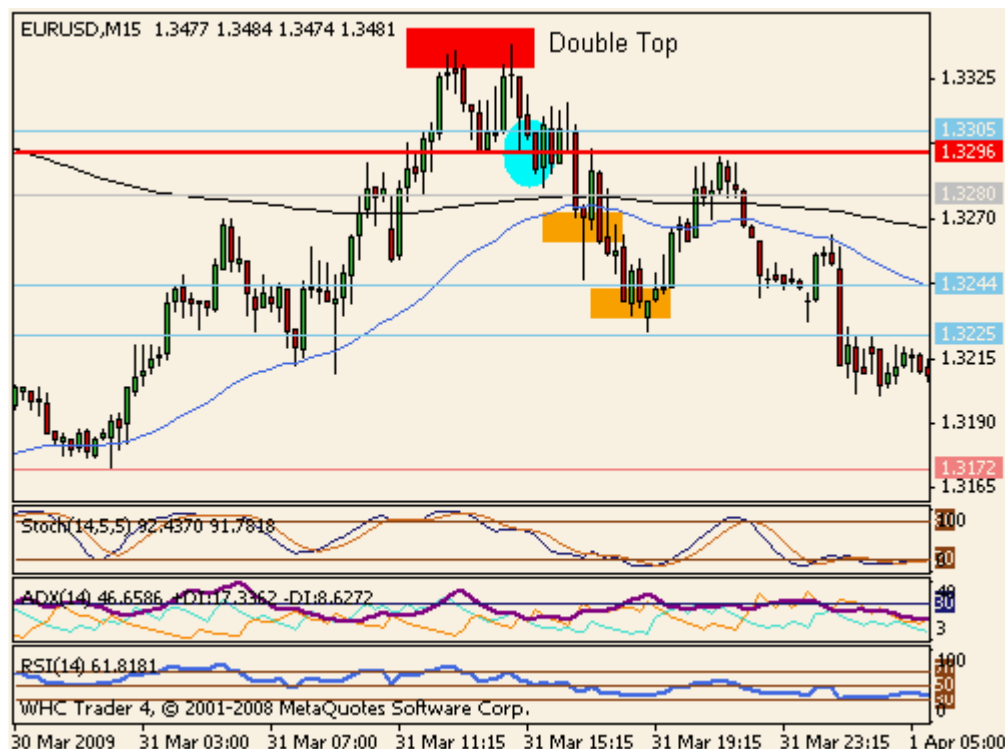 EURUSD,M15 1.3477 1.3484 1.3474 1.3481
Double Top
1.3325
1.3305
1.3296
1.3280
1.3270
1.3244
1.3225
1.3215
1.3190
1.3172
1.3165
Stoch(14,5,5) 92.4370 91.7818
100
ADX(14) 46.6586 +DI:17.3362 -DI:8.6272
30
3
RSI(14) 61.8181
100
50
30
0
WHC Trader 4, © 2001-2008 MetaQuotes Software Corp.
30 Mar 2009 31 Mar 03:00 31 Mar 07:00 31 Mar 11:15 31 Mar 15:15 31 Mar 19:15 31 Mar 23:15 1 Apr 05:00